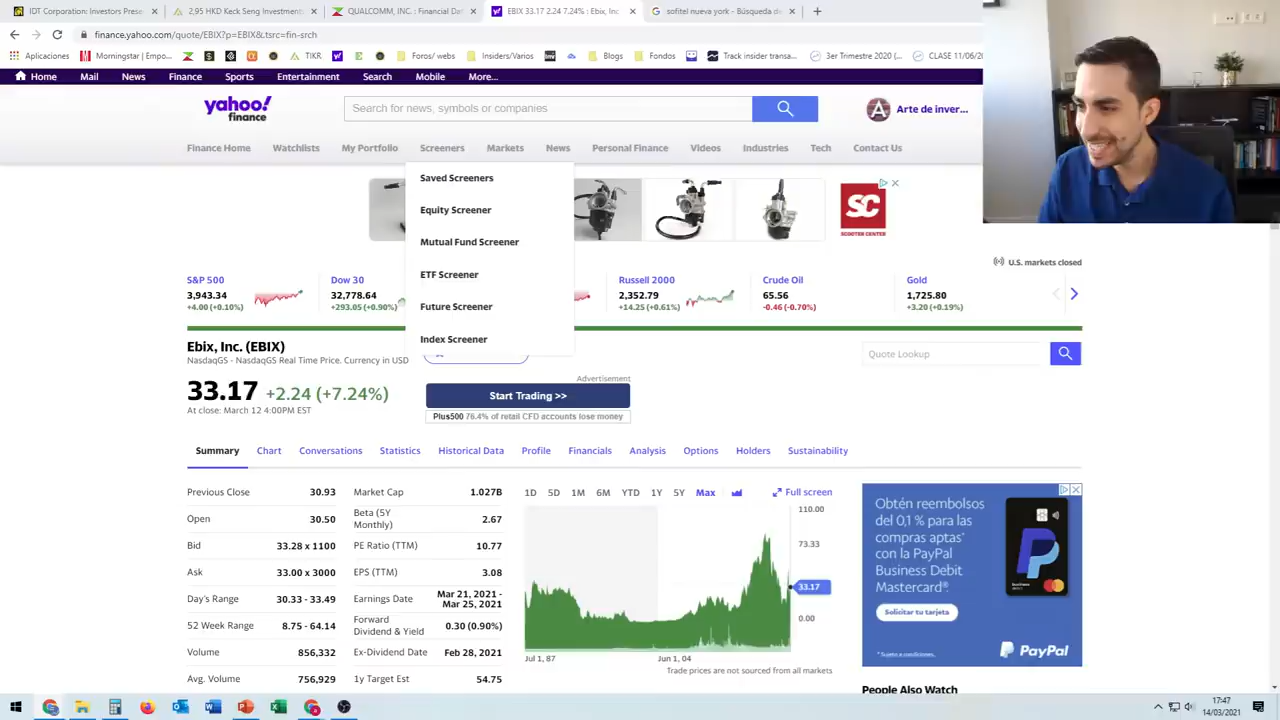 IDT Corporation: Investors Prese
2,95 HKD Keck Seng Investment
QUALCOMM, INC. : Financial Dat
EBIX 33.17 2.24 7.24% : Ebix, Inc
sofitel nueva york - Búsqueda de
finance.yahoo.com/quote/EBIX?p=EBIX&.tsrc=fin-srch
Aplicaciones
Morningstar | Empo...
TIKR.
Foros/ webs
Insiders/Varios
Blogs
Fondos
Track insider transa...
3er Trimestre 2020 (...
CLASE 11/06/2
Home
Mail
News
Finance
Sports
Entertainment
Search
Mobile
More...
yahoo!
finance
Search for news, symbols or companies
Arte de inver...
Finance Home
Watchlists
My Portfolio
Screeners
Markets
News
Personal Finance
Videos
Industries
Tech
Contact Us
Saved Screeners
Equity Screener
Mutual Fund Screener
ETF Screener
Future Screener
Index Screener
SC
SCOOTER CENTER
U.S. markets closed
S&P 500
3,943.34
+4.00 (+0.10%)
Dow 30
32,778.64
+293.05 (+0.90%)
Russell 2000
2,352.79
+14.25 (+0.61%)
Crude Oil
65.56
-0.46 (-0.70%)
Gold
1,725.80
+3.20 (+0.19%)
Ebix, Inc. (EBIX)
NasdaqGS - NasdaqGS Real Time Price. Currency in USD
Quote Lookup
33.17 +2.24 (+7.24%)
At close: March 12 4:00PM EST
Advertisement
Start Trading >>
Plus500 76.4% of retail CFD accounts lose money
Summary
Chart
Conversations
Statistics
Historical Data
Profile
Financials
Analysis
Options
Holders
Sustainability
Previous Close 30.93
Open 30.50
Bid 33.28 x 1100
Ask 33.00 x 3000
Day's Range 30.33 - 33.49
52 Week Range 8.75 - 64.14
Volume 856,332
Avg. Volume 756,929
Market Cap 1.027B
Beta (5Y
Monthly) 2.67
PE Ratio (TTM) 10.77
EPS (TTM) 3.08
Earnings Date Mar 21, 2021 -
Mar 25, 2021
Forward
Dividend & Yield 0.30 (0.90%)
Ex-Dividend Date Feb 28, 2021
1y Target Est 54.75
1D 5D 1M 6M YTD 1Y 5Y Max
Full screen
110.00
73.33
33.17
0.00
Jul 1, 87
Jun 1, 04
Trade prices are not sourced from all markets
Obtén reembolsos
del 0,1 % para las
compras aptas*
con la PayPal
Business Debit
Mastercard®.
Solicitar tu tarjeta
*Sujeto a condiciones.
PayPal
People Also Watch
17:47
14/03/2021